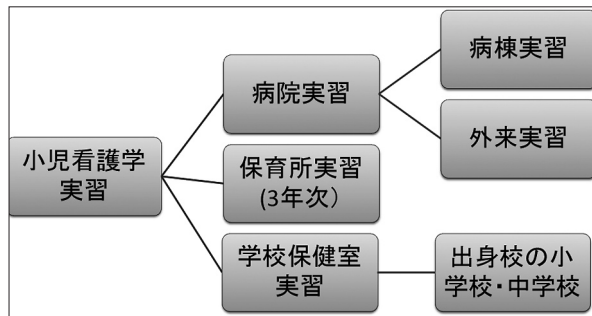 小児看護学
実習
病院実習
病棟実習
外来実習
保育所実習
(3年次）
学校保健室
実習
出身校の小
学校・中学校